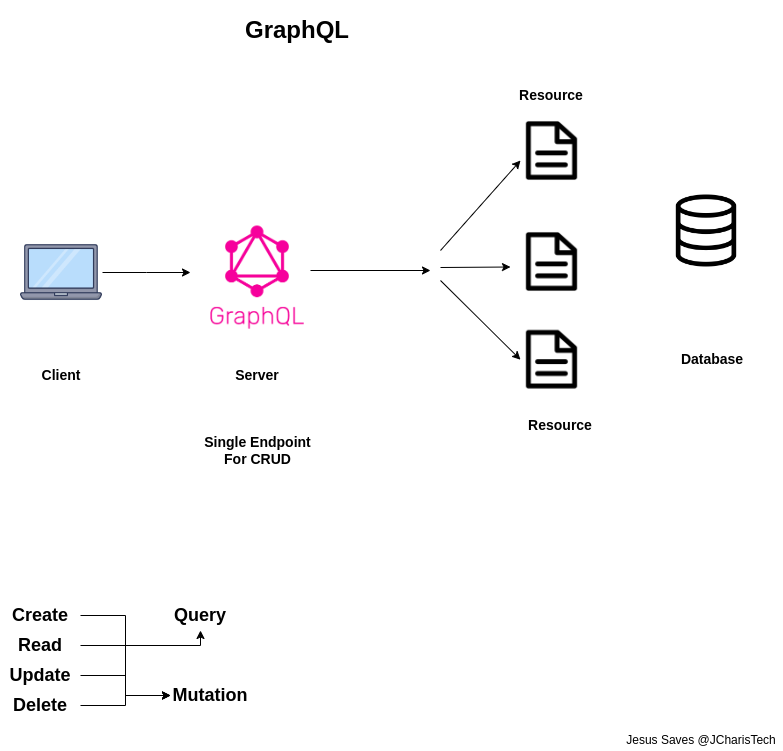 GraphQL
Resource
GraphQL
Client
Server
Database
Resource
Single Endpoint
For CRUD
Create
Query
Read
Update
Mutation
Delete
Jesus Saves @JCharisTech